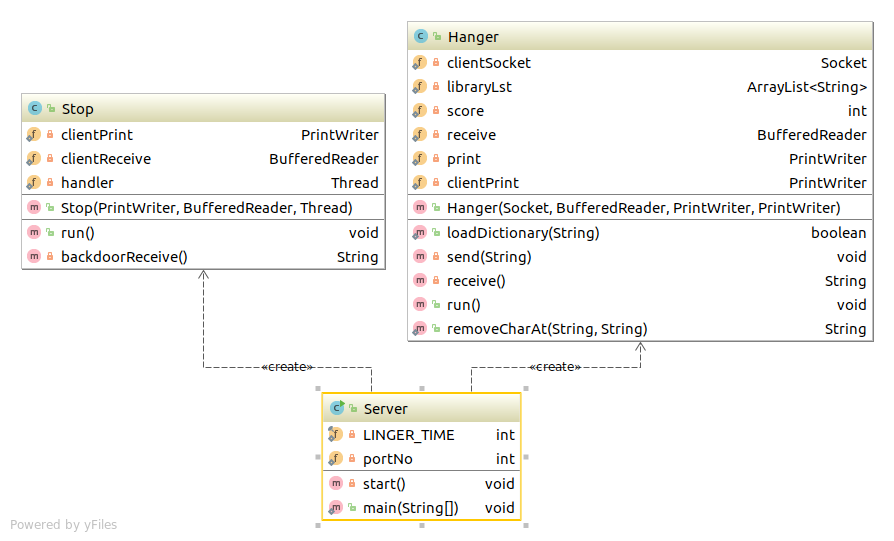 Hanger
clientSocket Socket
libraryLst ArrayList<String>
score int
receive BufferedReader
print PrintWriter
clientPrint PrintWriter
Hanger(Socket, BufferedReader, PrintWriter, PrintWriter)
loadDictionary(String) boolean
send(String) void
receive() String
run() void
removeCharAt(String, String) String
Stop
clientPrint PrintWriter
clientReceive BufferedReader
handler Thread
Stop(PrintWriter, BufferedReader, Thread)
run() void
backdoorReceive() String
«create»
«create»
Server
LINGER_TIME int
portNo int
start() void
main(String[]) void
Powered by yFiles